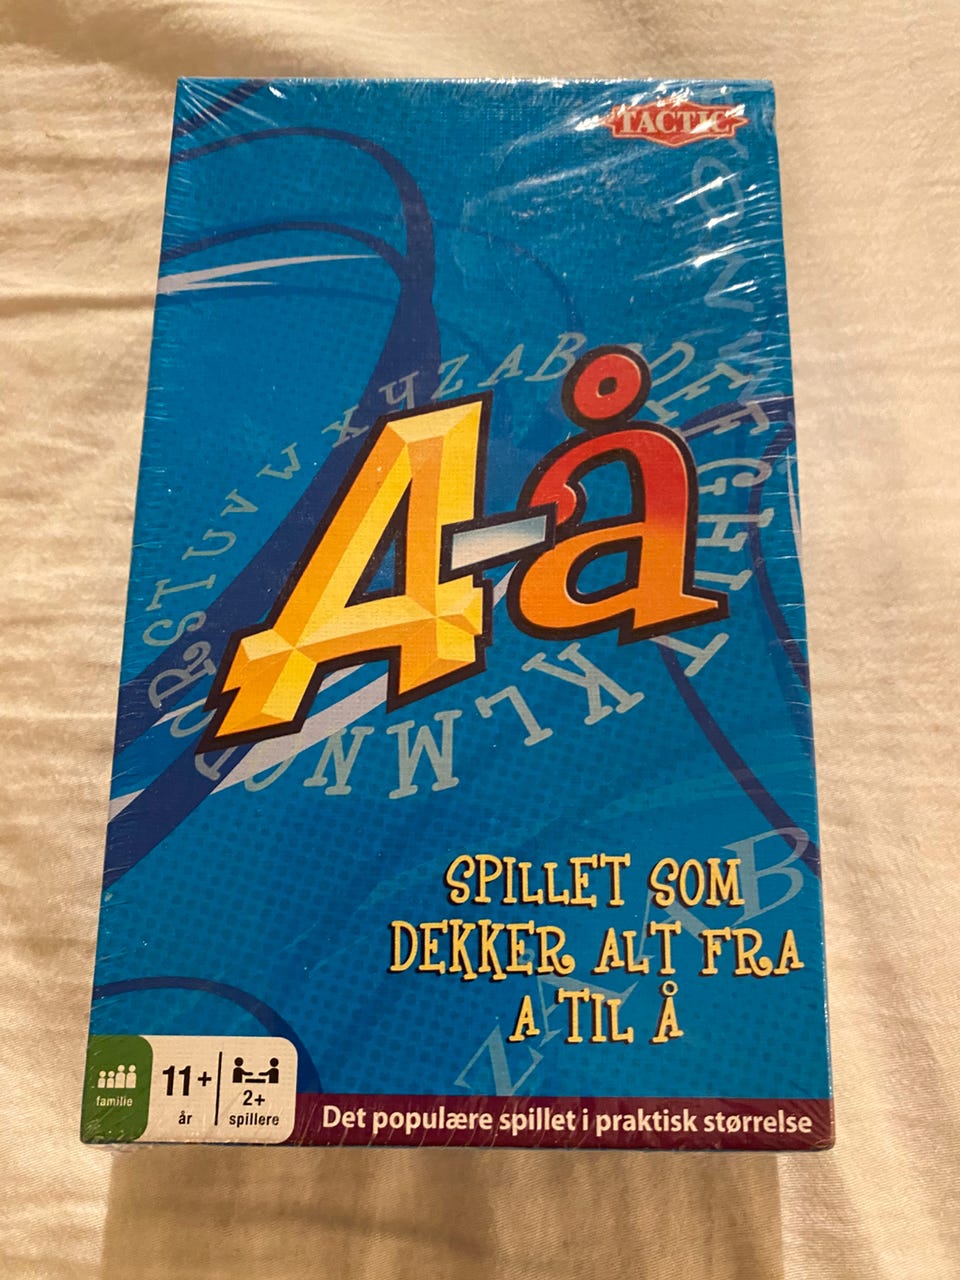 TACTIC
A-å
SPILLET SOM
DEKKER ALT FRA
A TIL Å
familie
11+
år
2+
spillere
Det populære spillet i praktisk størrelse